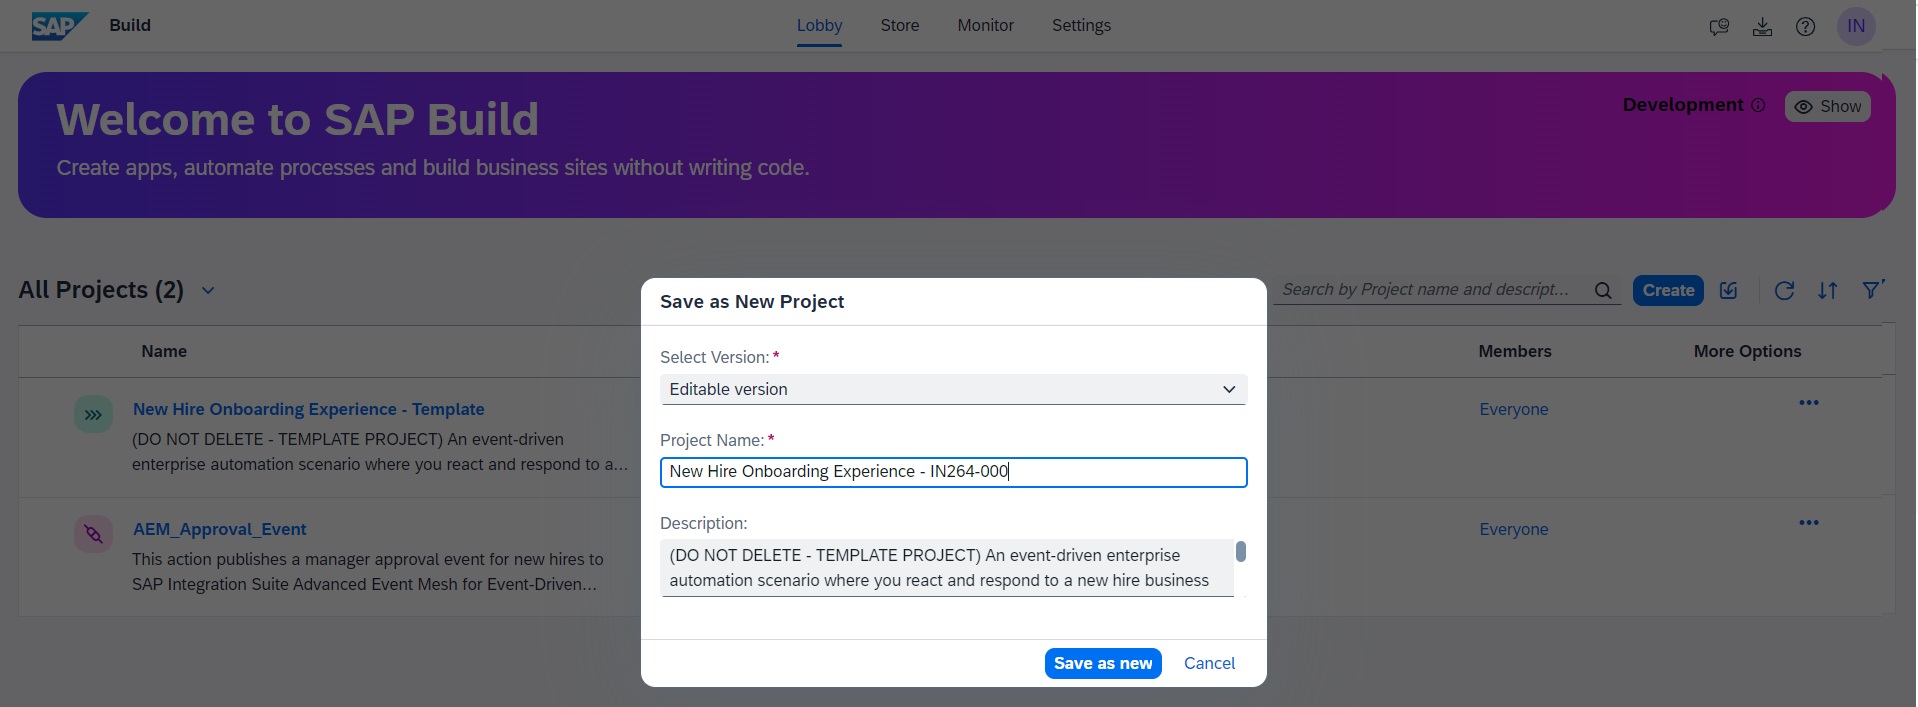 SAP Build Lobby Store Monitor Settings IN
Welcome to SAP Build
Create apps, automate processes and build business sites without writing code.
Development Show
All Projects (2)
Search by Project name and descript... Create
Name Members More Options
New Hire Onboarding Experience - Template Everyone
(DO NOT DELETE - TEMPLATE PROJECT) An event-driven
enterprise automation scenario where you react and respond to a...
AEM_Approval_Event Everyone
This action publishes a manager approval event for new hires to
SAP Integration Suite Advanced Event Mesh for Event-Driven...
Save as New Project
Select Version: *
Editable version
Project Name: *
New Hire Onboarding Experience - IN264-000
Description:
(DO NOT DELETE - TEMPLATE PROJECT) An event-driven enterprise
automation scenario where you react and respond to a new hire business
Save as new Cancel